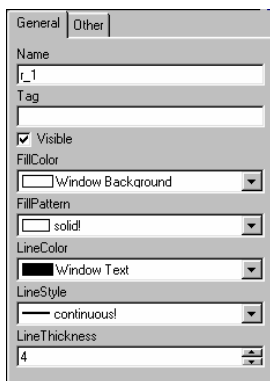 General Other
Name
r_1
Tag
Visible
FillColor
Window Background
FillPattern
solid!
LineColor
Window Text
LineStyle
continuous!
LineThickness
4